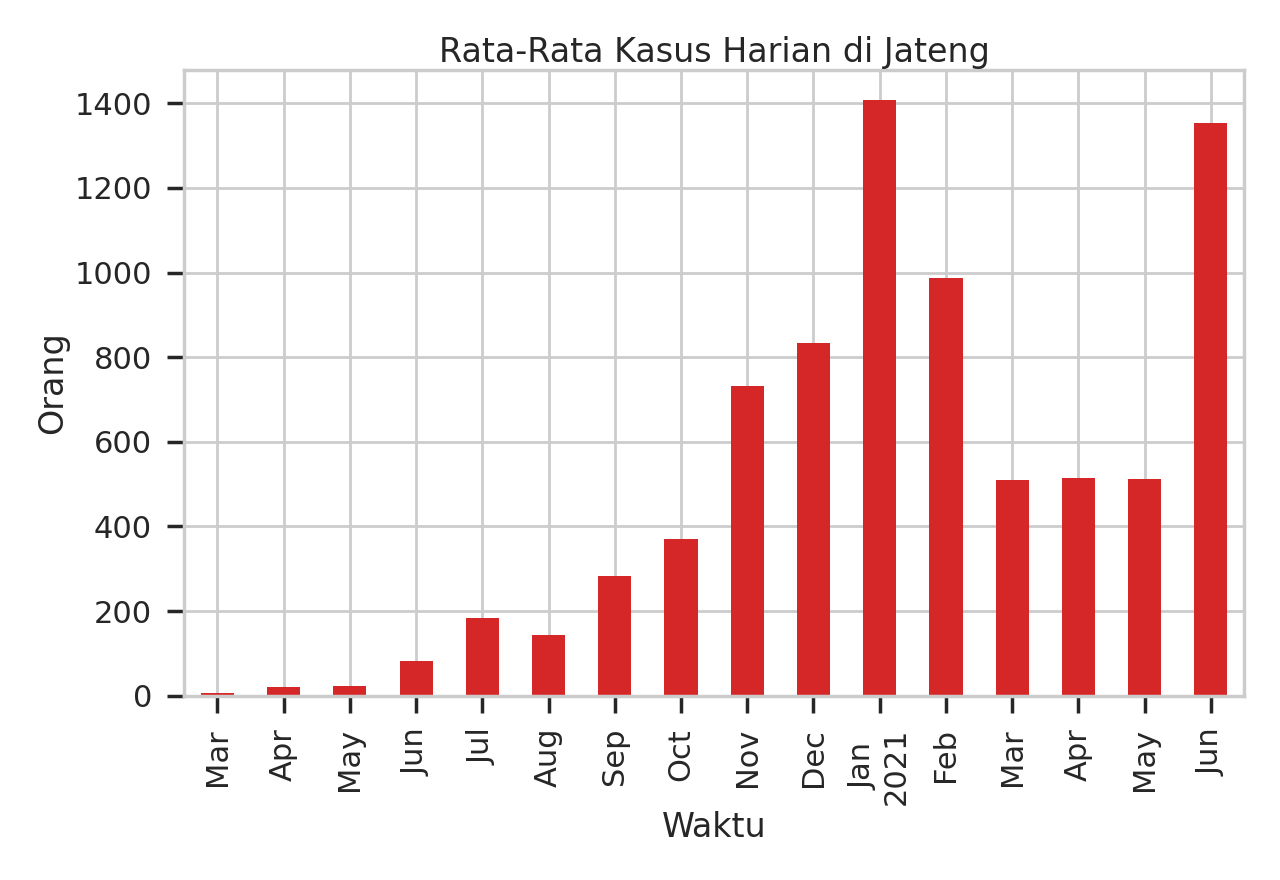 Rata-Rata Kasus Harian di Jateng
1400
1200
1000
800
600
400
200
0
Orang
Mar
Apr
May
Jun
Jul
Aug
Sep
Oct
Nov
Dec
Jan
2021
Feb
Mar
Apr
May
Jun
Waktu